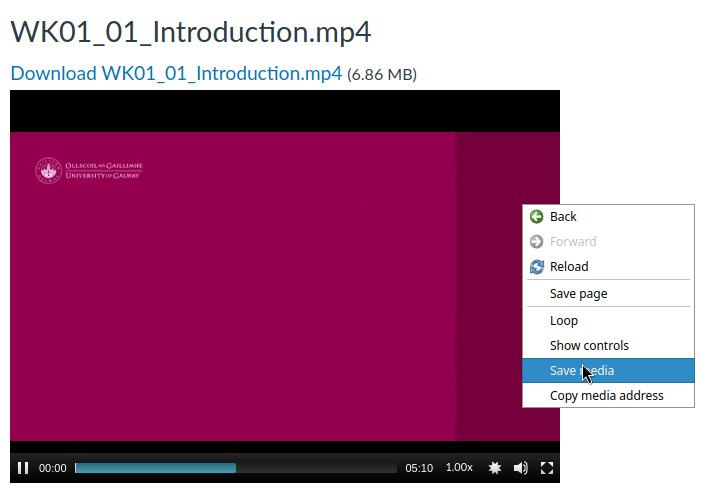 WK01_01_Introduction.mp4
Download WK01_01_Introduction.mp4 (6.86 MB)
OLLSCOIL NA GAILLIMHE
UNIVERSITY OF GALWAY
Back
Forward
Reload
Save page
Loop
Show controls
Save media
Copy media address
00:00 05:10 1.00x